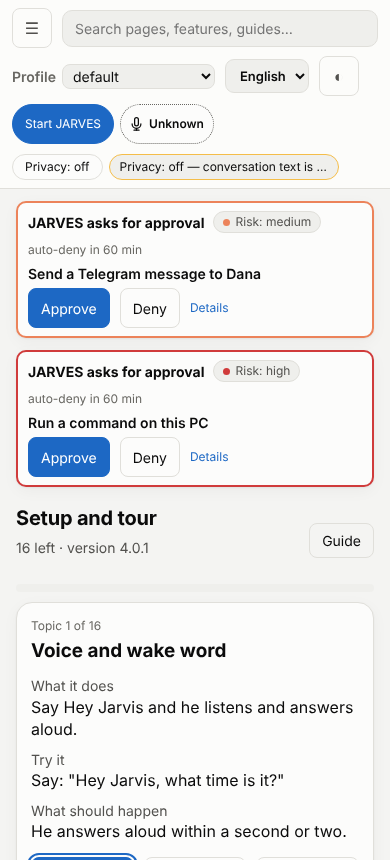 ☰ Search pages, features, guides...
Profile default English
Start JARVES Unknown
Privacy: off Privacy: off — conversation text is ...
JARVES asks for approval Risk: medium
auto-deny in 60 min
Send a Telegram message to Dana
Approve Deny Details
JARVES asks for approval Risk: high
auto-deny in 60 min
Run a command on this PC
Approve Deny Details
Setup and tour
16 left · version 4.0.1
Guide
Topic 1 of 16
Voice and wake word
What it does
Say Hey Jarvis and he listens and answers
aloud.
Try it
Say: "Hey Jarvis, what time is it?"
What should happen
He answers aloud within a second or two.